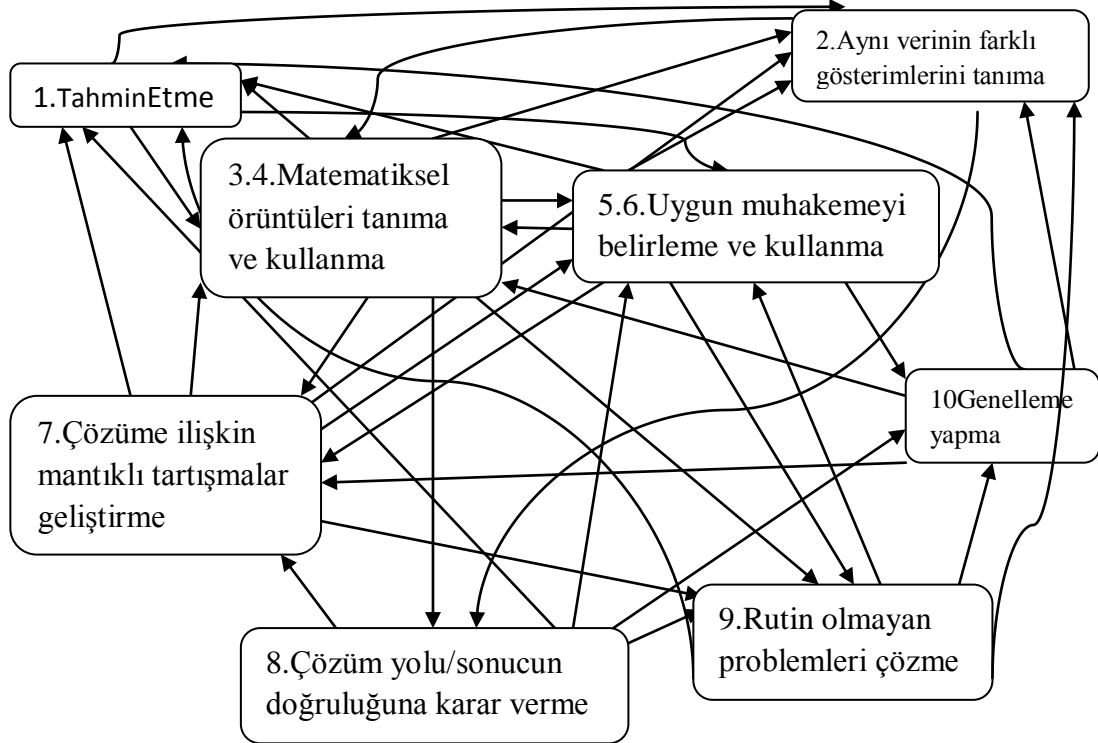 1.TahminEtme
2.Aynı verinin farklı
gösterimlerini tanıma
3.4.Matematiksel
örüntüleri tanıma
ve kullanma
5.6.Uygun muhakemeyi
belirleme ve kullanma
7.Çözüme ilişkin
mantıklı tartışmalar
geliştirme
8.Çözüm yolu/sonucun
doğruluğuna karar verme
9.Rutin olmayan
problemleri çözme
10Genelleme
yapma